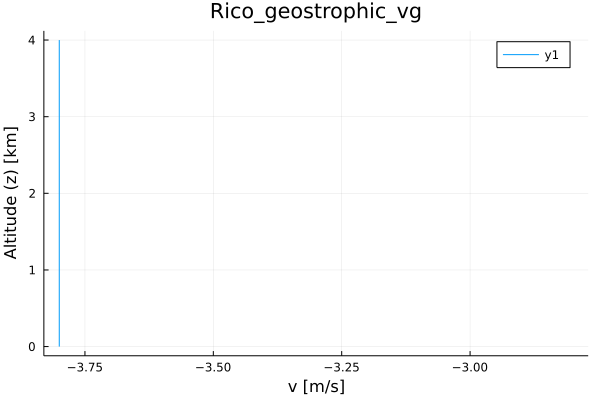 Rico_geostrophic_vg
y1
Altitude (z) [km]
4
3
2
1
0
−3.75
−3.50
−3.25
−3.00
v [m/s]